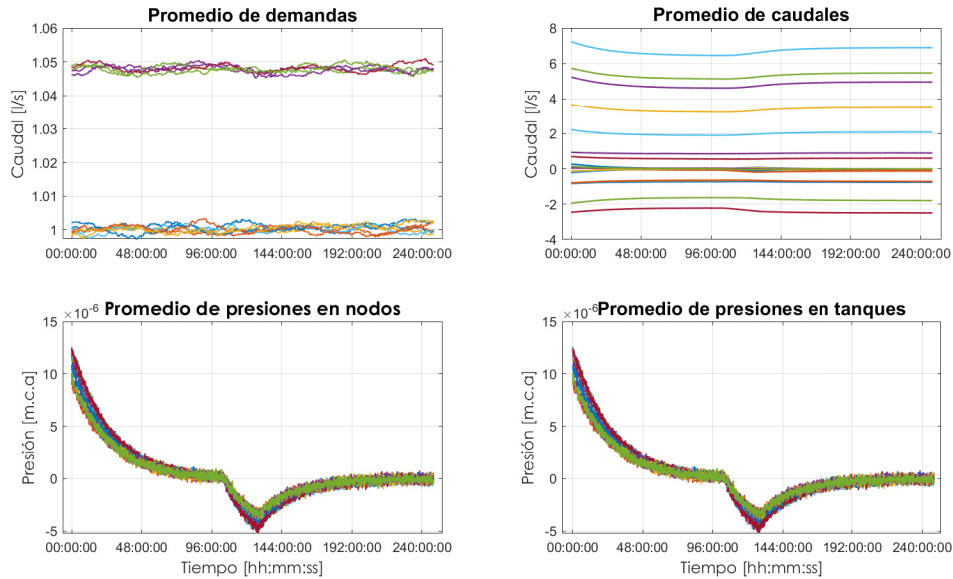 Promedio de demandas
Caudal [l/s]
1.06
1.05
1.04
1.03
1.02
1.01
1
00:00:00 48:00:00 96:00:00 144:00:00 192:00:00 240:00:00
Promedio de caudales
Caudal [l/s]
8
6
4
2
0
-2
-4
00:00:00 48:00:00 96:00:00 144:00:00 192:00:00 240:00:00
×10-6
Promedio de presiones en nodos
Presión [m.c.a]
15
10
5
0
-5
00:00:00 48:00:00 96:00:00 144:00:00 192:00:00 240:00:00
Tiempo [hh:mm:ss]
×10-6
Promedio de presiones en tanques
Presión [m.c.a]
15
10
5
0
-5
00:00:00 48:00:00 96:00:00 144:00:00 192:00:00 240:00:00
Tiempo [hh:mm:ss]